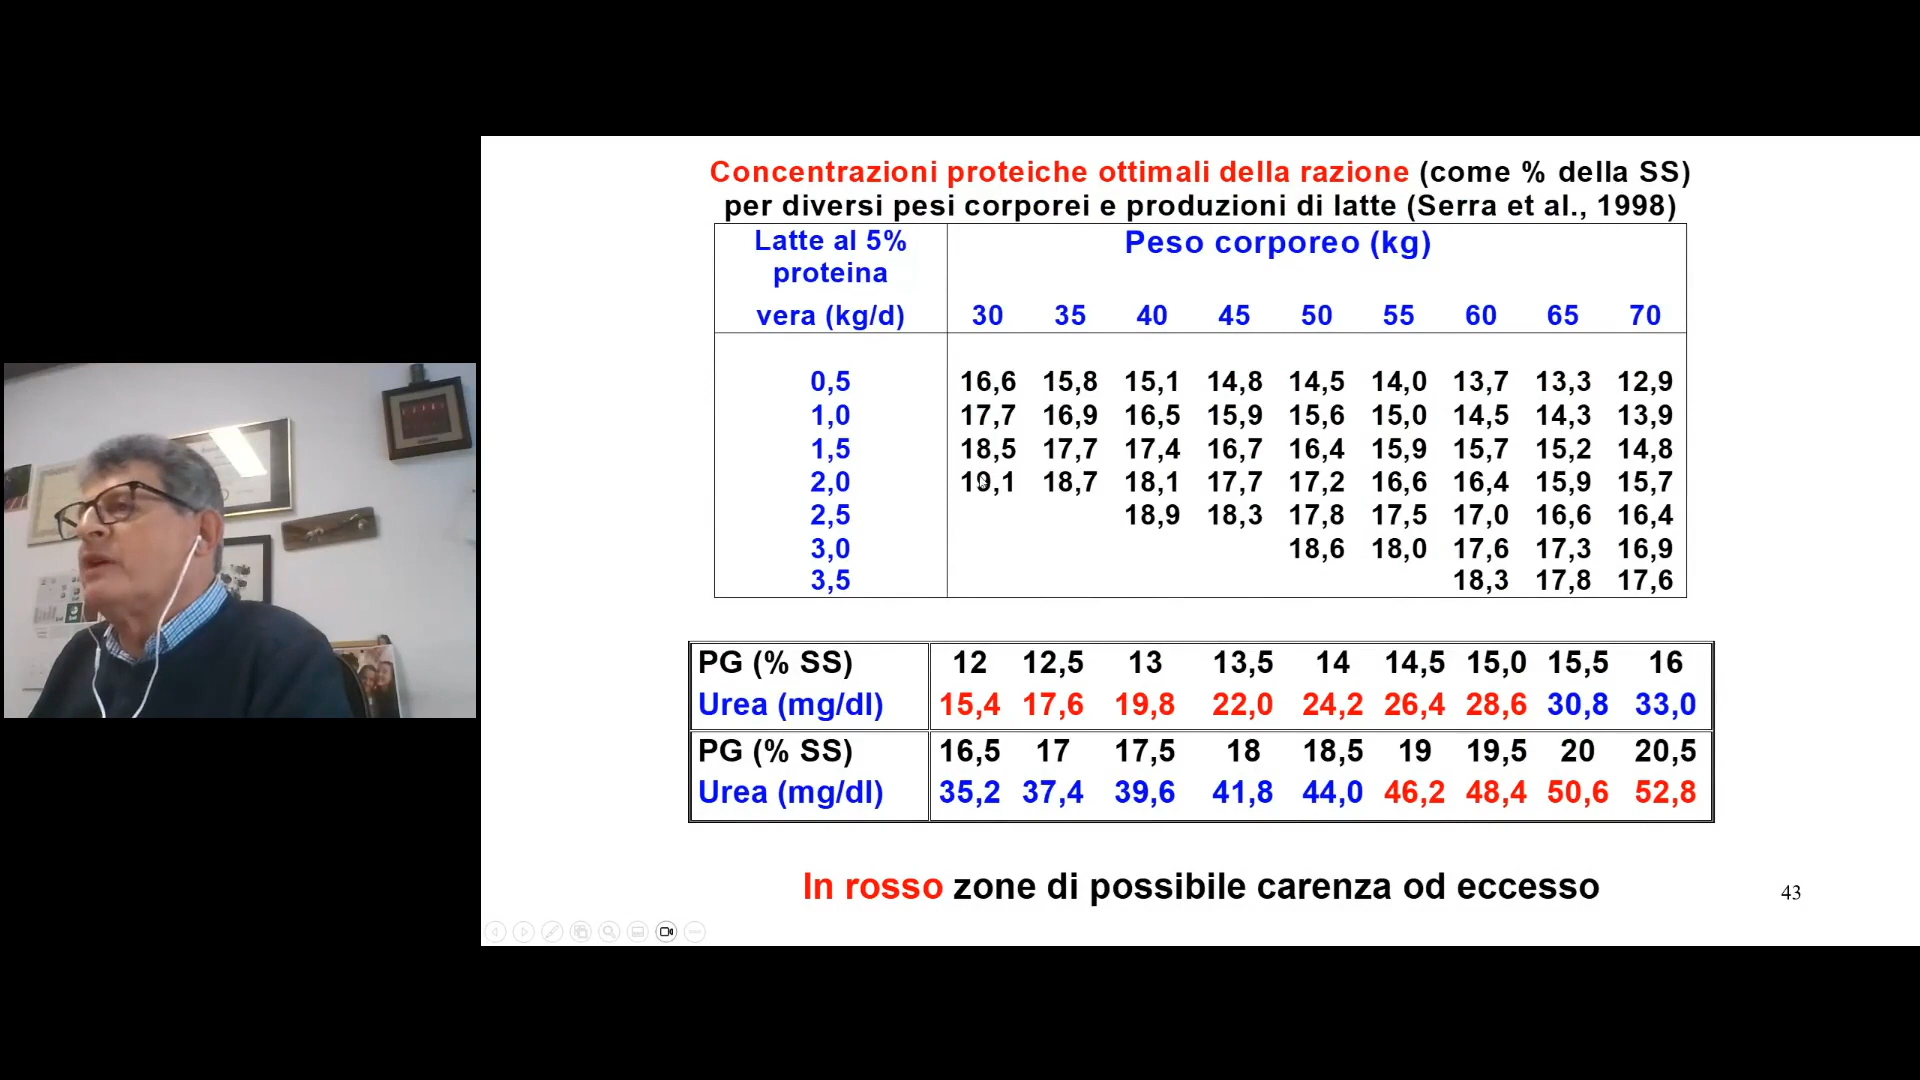 Concentrazioni proteiche ottimali della razione (come % della SS)
per diversi pesi corporei e produzioni di latte (Serra et al., 1998)
Latte al 5% Peso corporeo (kg)
proteina
vera (kg/d) 30 35 40 45 50 55 60 65 70
0,5 16,6 15,8 15,1 14,8 14,5 14,0 13,7 13,3 12,9
1,0 17,7 16,9 16,5 15,9 15,6 15,0 14,5 14,3 13,9
1,5 18,5 17,7 17,4 16,7 16,4 15,9 15,7 15,2 14,8
2,0 19,1 18,7 18,1 17,7 17,2 16,6 16,4 15,9 15,7
2,5 18,9 18,3 17,8 17,5 17,0 16,6 16,4
3,0 18,6 18,0 17,6 17,3 16,9
3,5 18,3 17,8 17,6
PG (% SS) 12 12,5 13 13,5 14 14,5 15,0 15,5 16
Urea (mg/dl) 15,4 17,6 19,8 22,0 24,2 26,4 28,6 30,8 33,0
PG (% SS) 16,5 17 17,5 18 18,5 19 19,5 20 20,5
Urea (mg/dl) 35,2 37,4 39,6 41,8 44,0 46,2 48,4 50,6 52,8
In rosso zone di possibile carenza od eccesso
43